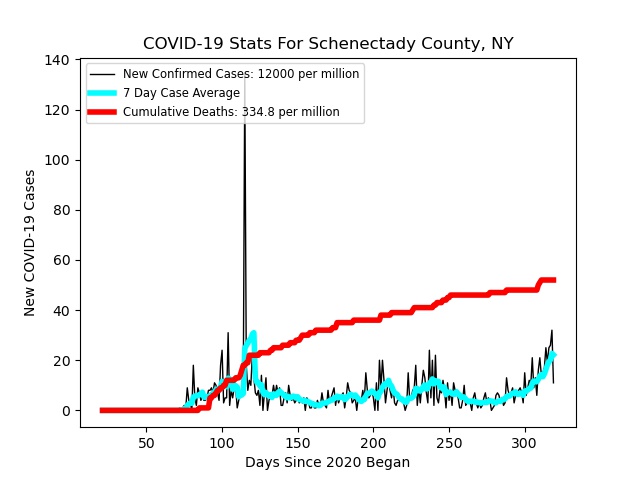 COVID-19 Stats For Schenectady County, NY
New Confirmed Cases: 12000 per million
7 Day Case Average
Cumulative Deaths: 334.8 per million
New COVID-19 Cases
140
120
100
80
60
40
20
0
50
100
150
200
250
300
Days Since 2020 Began